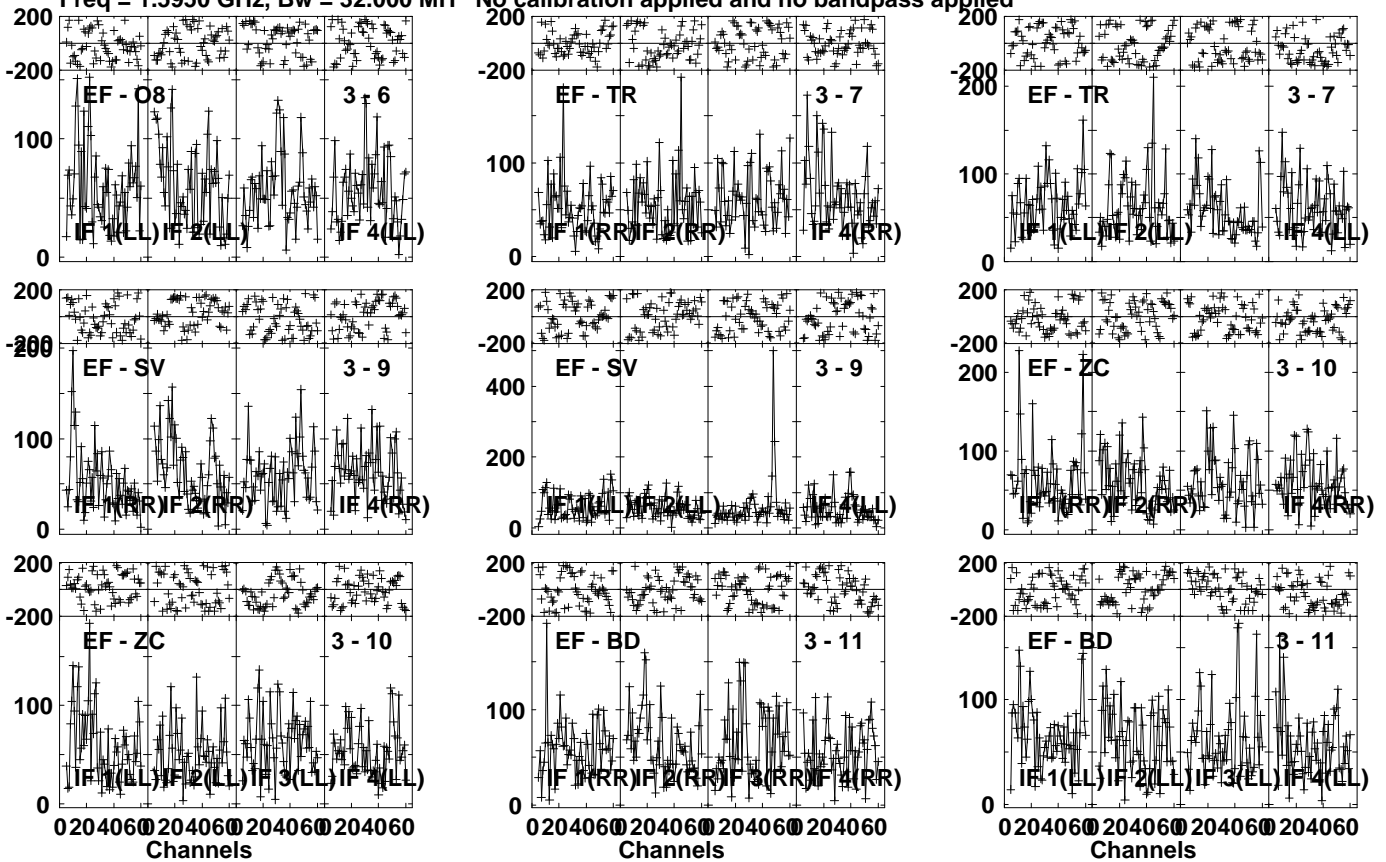 Freq = 1.5950 GHz, Bw = 32.000 MH No calibration applied and no bandpass applied
200
-200
EF - O8 3 - 6
100
0
IF 1(LL) IF 2(LL) IF 4(LL)
200
-200
EF - TR 3 - 7
100
0
IF 1(RR) IF 2(RR) IF 4(RR)
200
-200
200
EF - TR 3 - 7
100
0
IF 1(LL) IF 2(LL) IF 4(LL)
200
-200
200
EF - SV 3 - 9
100
0
IF 1(RR) IF 2(RR) IF 4(RR)
200
-200
EF - SV 3 - 9
400
200
0
IF 1(LL) IF 2(LL) IF 4(LL)
200
-200
EF - ZC 3 - 10
200
100
0
IF 1(RR) IF 2(RR) IF 4(RR)
200
-200
EF - ZC 3 - 10
100
0
IF 1(LL) IF 2(LL) IF 3(LL) IF 4(LL)
0 20 40 60 0 20 40 60 0 20 40 60 0 20 40 60
Channels
200
-200
EF - BD 3 - 11
100
0
IF 1(RR) IF 2(RR) IF 3(RR) IF 4(RR)
0 20 40 60 0 20 40 60 0 20 40 60 0 20 40 60
Channels
200
-200
EF - BD 3 - 11
100
0
IF 1(LL) IF 2(LL) IF 3(LL) IF 4(LL)
0 20 40 60 0 20 40 60 0 20 40 60 0 20 40 60
Channels